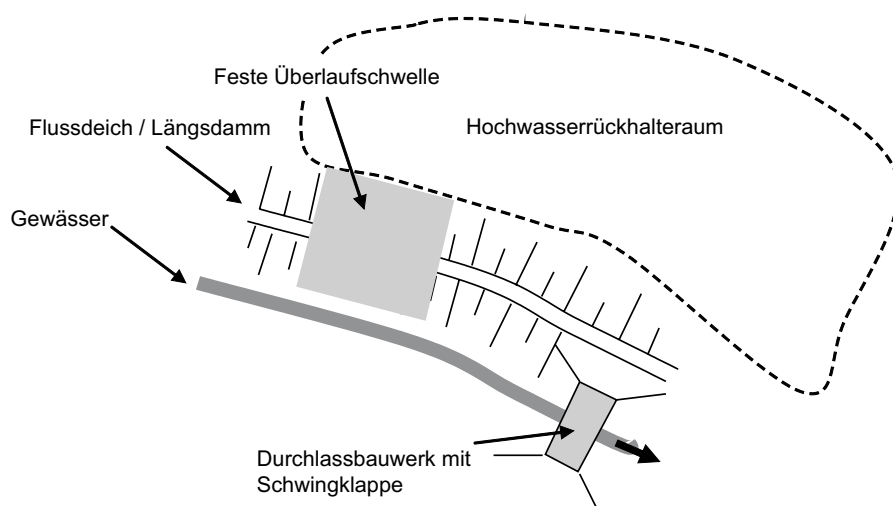 Feste Überlaufschwelle
Flussdeich / Längsdamm
Hochwasserrückhalteraum
Gewässer
Durchlassbauwerk mit
Schwingklappe